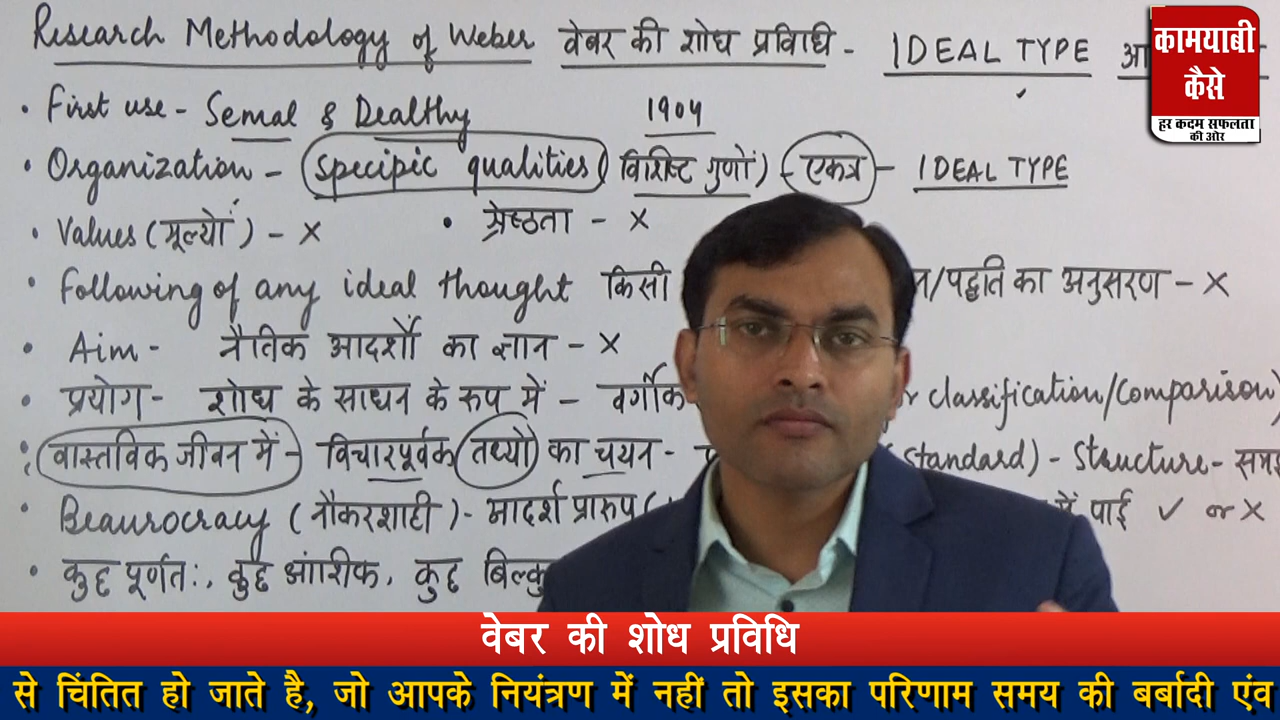 Research Methodology of Weber वेबर की शोध प्रविधि - IDEAL TYPE
कामयाबी
कैसे
हर कदम सफलता
की ओर
• First use - Semal & Dealthy 1904
• Organization - specipic qualities (विशिष्ट गुणों) - एकत्र - IDEAL TYPE
• Values (मूल्यों) - × • श्रेष्ठता - ×
• Following of any ideal thought किसी /पद्धति का अनुसरण - ×
• Aim - नैतिक आदर्शों का ज्ञान - ×
• प्रयोग - शोध के साधन के रूप में - classification/Comparison)
• वास्तविक जीवन में - विचारपूर्वक तथ्यों का चयन - (Standard) - Structure -
• Beaurocracy (नौकरशाही) - आदर्श प्रारूप ( में पाई ✓ or ×
• कुछ पूर्णतः, कुछ आंशिक, कुछ
वेबर की शोध प्रविधि
से चिंतित हो जाते है, जो आपके नियंत्रण में नहीं तो इसका परिणाम समय की बर्बादी एंव